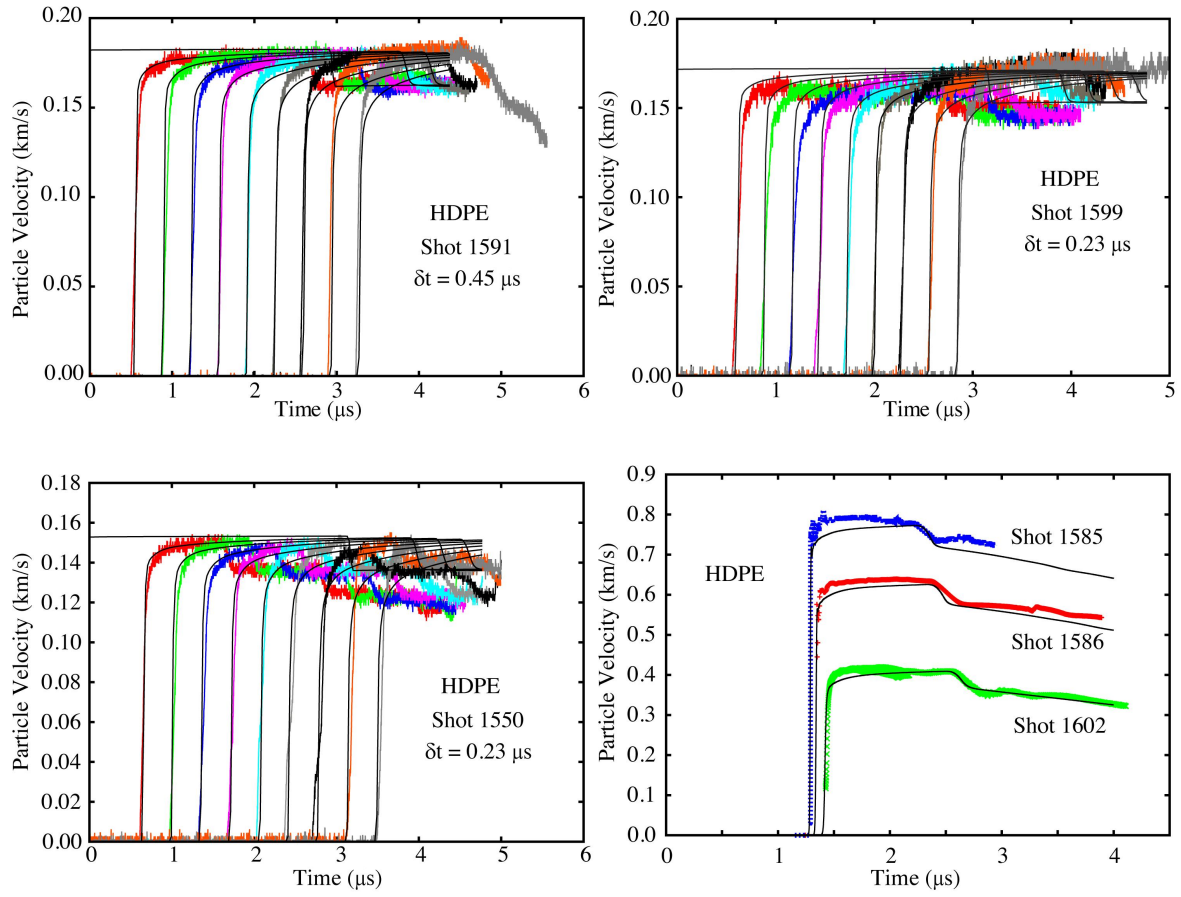 0.20
0.15
0.10
0.05
0.00
0 1 2 3 4 5 6
Particle Velocity (km/s)
Time (μs)
HDPE
Shot 1591
δt = 0.45 μs
0.20
0.15
0.10
0.05
0.00
0 1 2 3 4 5
Particle Velocity (km/s)
Time (μs)
HDPE
Shot 1599
δt = 0.23 μs
0.18
0.16
0.14
0.12
0.10
0.08
0.06
0.04
0.02
0.00
0 1 2 3 4 5 6
Particle Velocity (km/s)
Time (μs)
HDPE
Shot 1550
δt = 0.23 μs
0.9
0.8
0.7
0.6
0.5
0.4
0.3
0.2
0.1
0.0
0 1 2 3 4
Particle Velocity (km/s)
Time (μs)
HDPE
Shot 1585
Shot 1586
Shot 1602